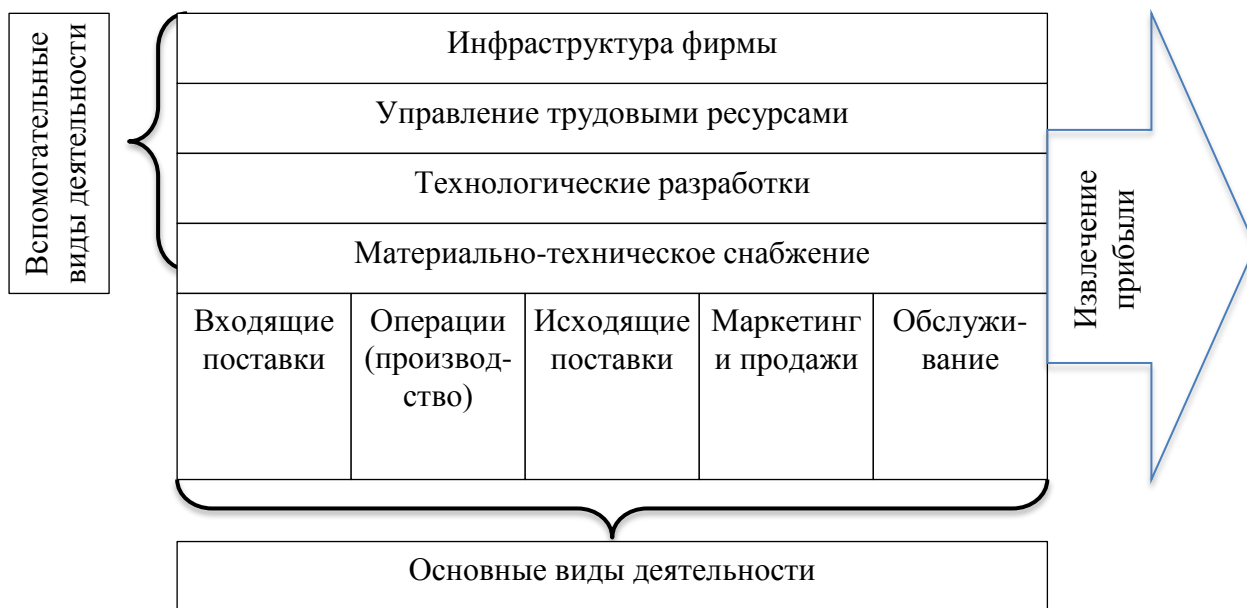 Вспомогательные
виды деятельности
Инфраструктура фирмы
Управление трудовыми ресурсами
Технологические разработки
Материально-техническое снабжение
Входящие
поставки
Операции
(производ-
ство)
Исходящие
поставки
Маркетинг
и продажи
Обслужи-
вание
Извлечение
прибыли
Основные виды деятельности